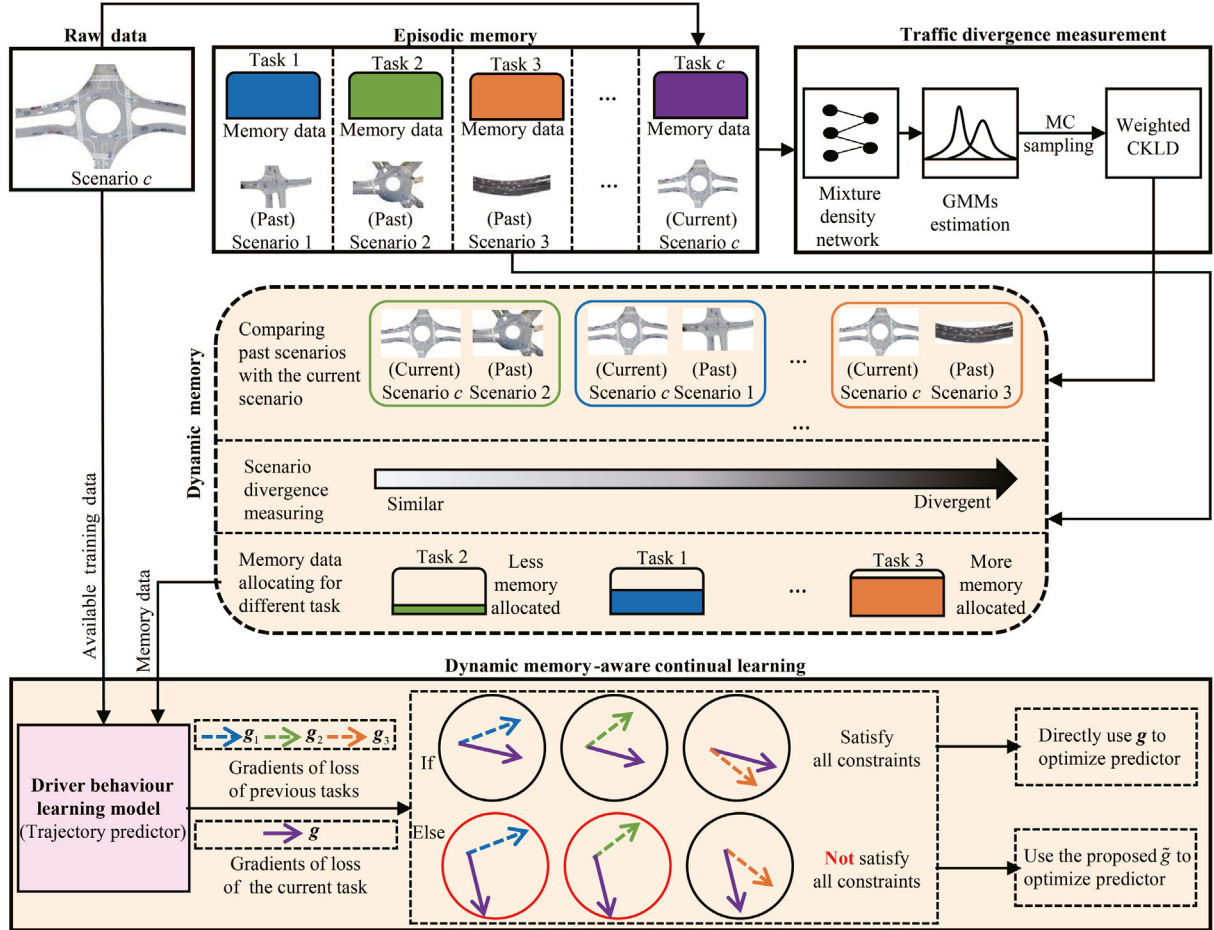 Raw data
Scenario c
Episodic memory
Task 1
Task 2
Task 3
...
Task c
Memory data
Memory data
Memory data
Memory data
...
(Past)
Scenario 1
(Past)
Scenario 2
(Past)
Scenario 3
(Current)
Scenario c
Traffic divergence measurement
Mixture
density
network
GMMs
estimation
MC
sampling
Weighted
CKLD
Dynamic memory
Comparing
past scenarios
with the current
scenario
(Current)
Scenario c
(Past)
Scenario 2
(Current)
Scenario c
(Past)
Scenario 1
...
(Current)
Scenario c
(Past)
Scenario 3
...
Scenario
divergence
measuring
Similar
Divergent
Memory data
allocating for
different task
Task 2
Less
memory
allocated
Task 1
...
Task 3
More
memory
allocated
Available training data
Memory data
Dynamic memory-aware continual learning
Driver behaviour
learning model
(Trajectory predictor)
g1 g2 g3
Gradients of loss
of previous tasks
g
Gradients of loss
of the current task
If
Satisfy
all constraints
Directly use g to
optimize predictor
Else
Not satisfy
all constraints
Use the proposed g̃ to
optimize predictor